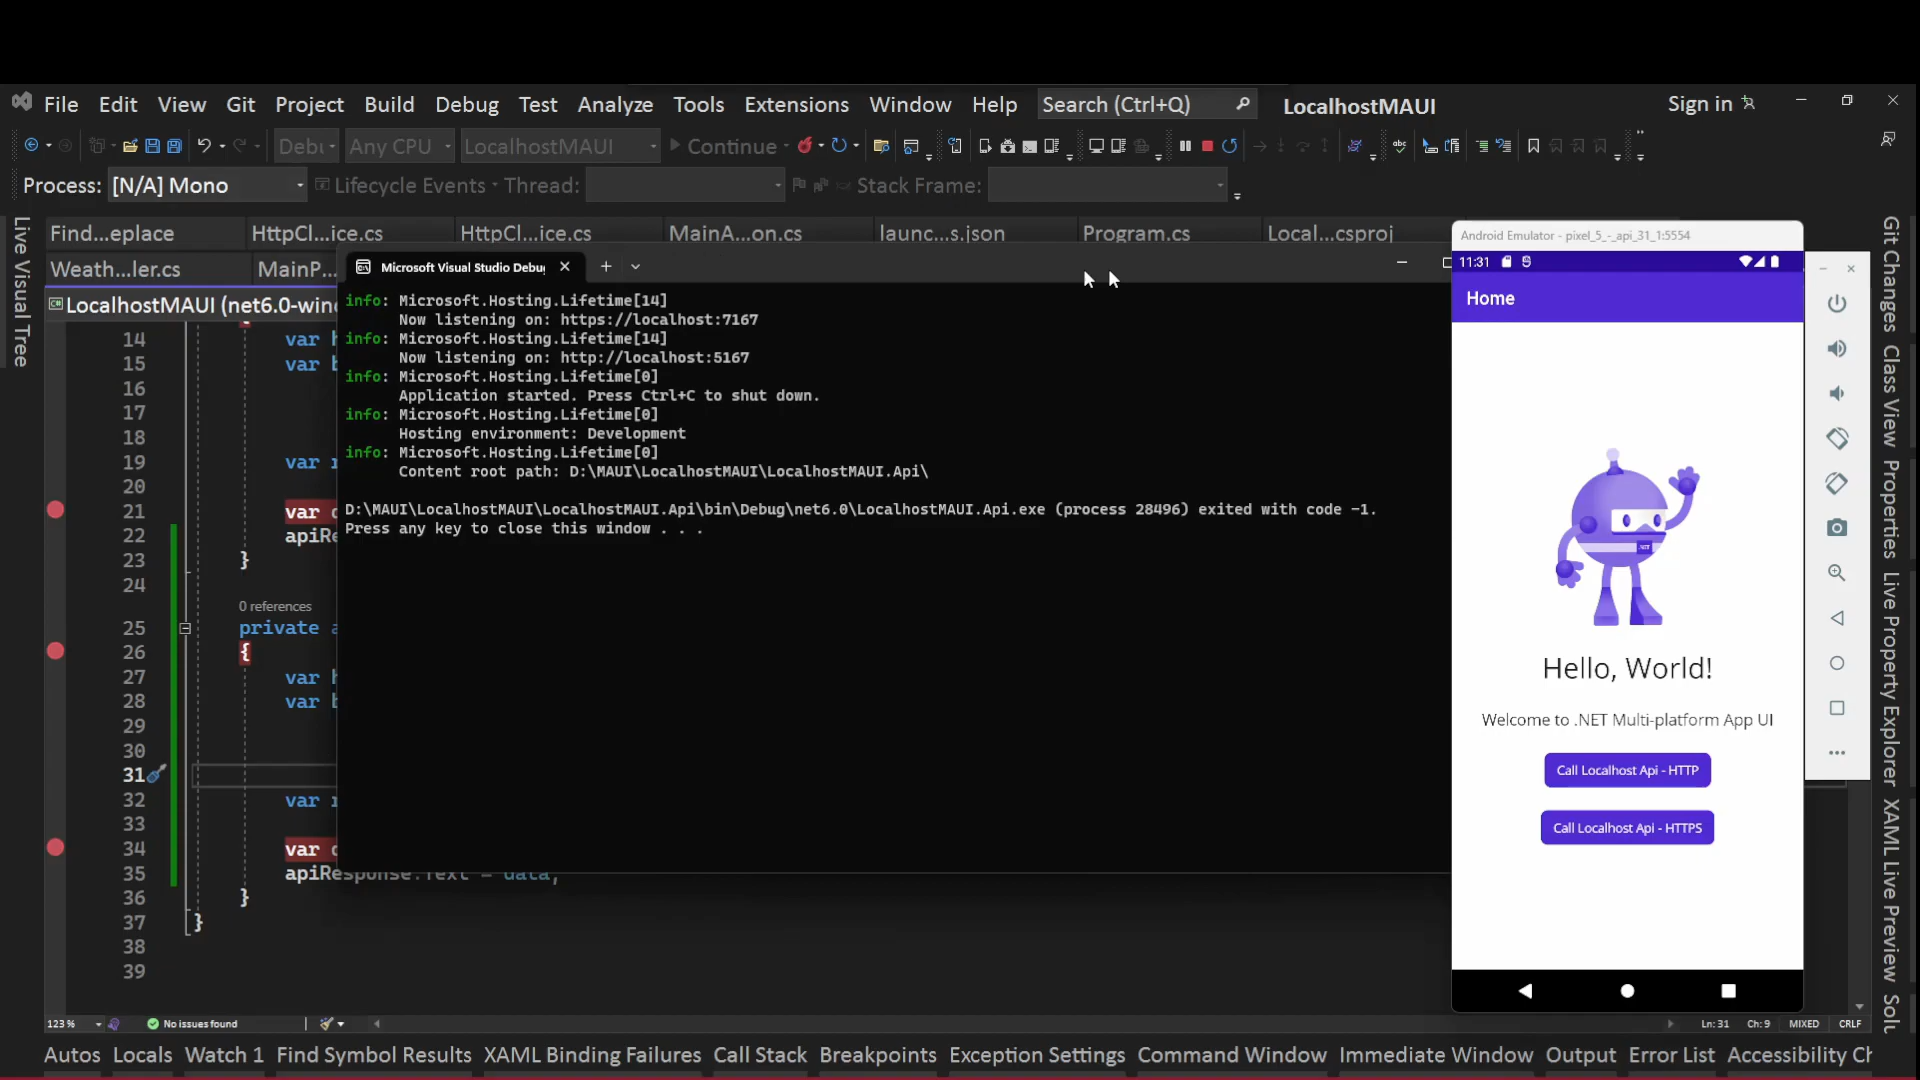 File Edit View Git Project Build Debug Test Analyze Tools Extensions Window Help Search (Ctrl+Q) LocalhostMAUI Sign in
Any CPU LocalhostMAUI Continue
Process: [N/A] Mono Lifecycle Events Thread: Stack Frame:
Live Visual Tree
Find...eplace HttpCl...ice.cs HttpCl...ice.cs MainA...on.cs launc...s.json Program.cs Local...csproj
Weath...ler.cs MainP...
LocalhostMAUI (net6.0-wind
14 var
15 var
16
17
18
19 var
20
21 var
22 apiRe
23 }
24
0 references
25 private
26 {
27 var
28 var
29
30
31
32 var
33
34 var
35 apiResponse.Text = data;
36 }
37 }
38
39
Microsoft Visual Studio Debu
info: Microsoft.Hosting.Lifetime[14]
Now listening on: https://localhost:7167
info: Microsoft.Hosting.Lifetime[14]
Now listening on: http://localhost:5167
info: Microsoft.Hosting.Lifetime[0]
Application started. Press Ctrl+C to shut down.
info: Microsoft.Hosting.Lifetime[0]
Hosting environment: Development
info: Microsoft.Hosting.Lifetime[0]
Content root path: D:\MAUI\LocalhostMAUI\LocalhostMAUI.Api\
D:\MAUI\LocalhostMAUI\LocalhostMAUI.Api\bin\Debug\net6.0\LocalhostMAUI.Api.exe (process 28496) exited with code -1.
Press any key to close this window . . .
Android Emulator - pixel_5_-_api_31_1:5554
11:31
Home
.NET
Hello, World!
Welcome to .NET Multi-platform App UI
Call Localhost Api - HTTP
Call Localhost Api - HTTPS
Git Changes Class View Properties Live Property Explorer XAML Live Preview
123 % No issues found Ln: 31 Ch: 9 MIXED CRLF
Autos Locals Watch 1 Find Symbol Results XAML Binding Failures Call Stack Breakpoints Exception Settings Command Window Immediate Window Output Error List Accessibility